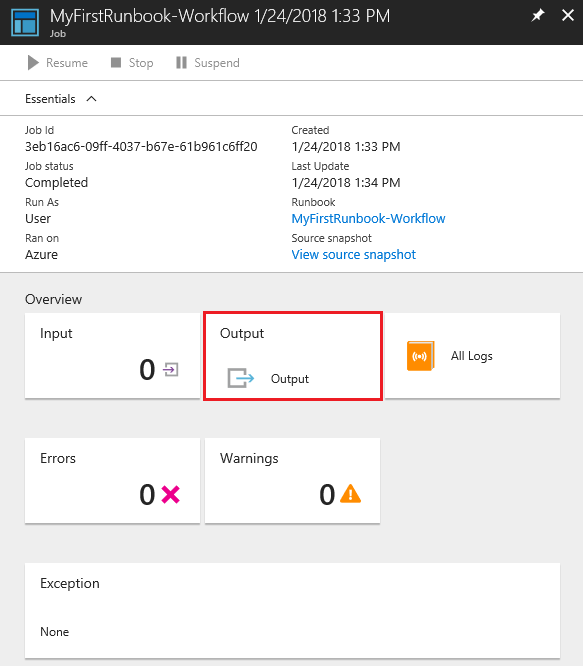 MyFirstRunbook-Workflow 1/24/2018 1:33 PM
Job
Resume Stop Suspend
Essentials
Job Id
3eb16ac6-09ff-4037-b67e-61b961c6ff20
Created
1/24/2018 1:33 PM
Job status
Completed
Last Update
1/24/2018 1:34 PM
Run As
User
Runbook
MyFirstRunbook-Workflow
Ran on
Azure
Source snapshot
View source snapshot
Overview
Input
0
Output
Output
All Logs
Errors
0
Warnings
0
Exception
None